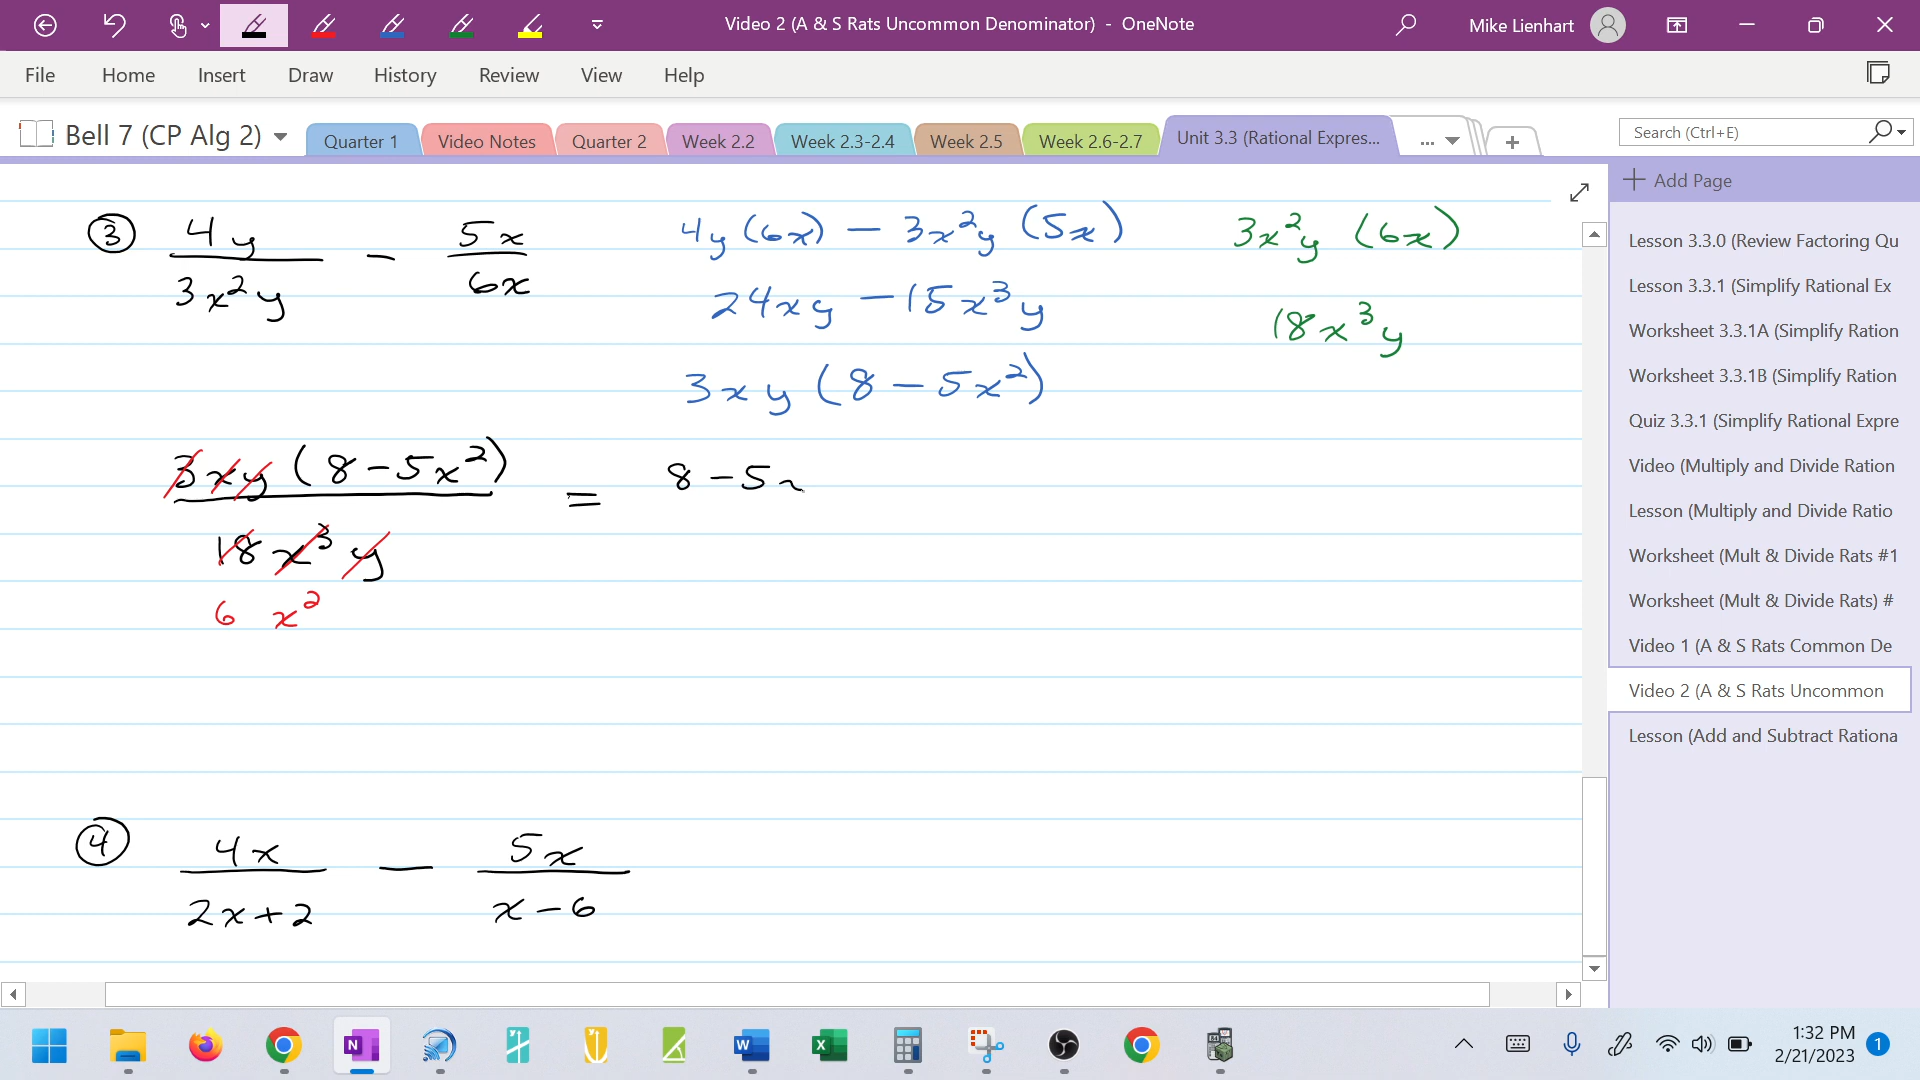 Video 2 (A & S Rats Uncommon Denominator) - OneNote
Mike Lienhart
File Home Insert Draw History Review View Help
Bell 7 (CP Alg 2)
Quarter 1 Video Notes Quarter 2 Week 2.2 Week 2.3-2.4 Week 2.5 Week 2.6-2.7 Unit 3.3 (Rational Expres... ... +
Search (Ctrl+E)
Add Page
Lesson 3.3.0 (Review Factoring Qu
Lesson 3.3.1 (Simplify Rational Ex
Worksheet 3.3.1A (Simplify Ration
Worksheet 3.3.1B (Simplify Ration
Quiz 3.3.1 (Simplify Rational Expre
Video (Multiply and Divide Ration
Lesson (Multiply and Divide Ratio
Worksheet (Mult & Divide Rats #1
Worksheet (Mult & Divide Rats) #
Video 1 (A & S Rats Common De
Video 2 (A & S Rats Uncommon
Lesson (Add and Subtract Rationa
3 4y - 5x
3x²y 6x
4y (6x) - 3x²y (5x)
24xy - 15x³y
3xy (8 - 5x²)
3x²y (6x)
18x³y
3xy (8 - 5x²) = 8 - 5x
18x³y
6 x²
4 4x - 5x
2x+2 x-6
1:32 PM
2/21/2023
1